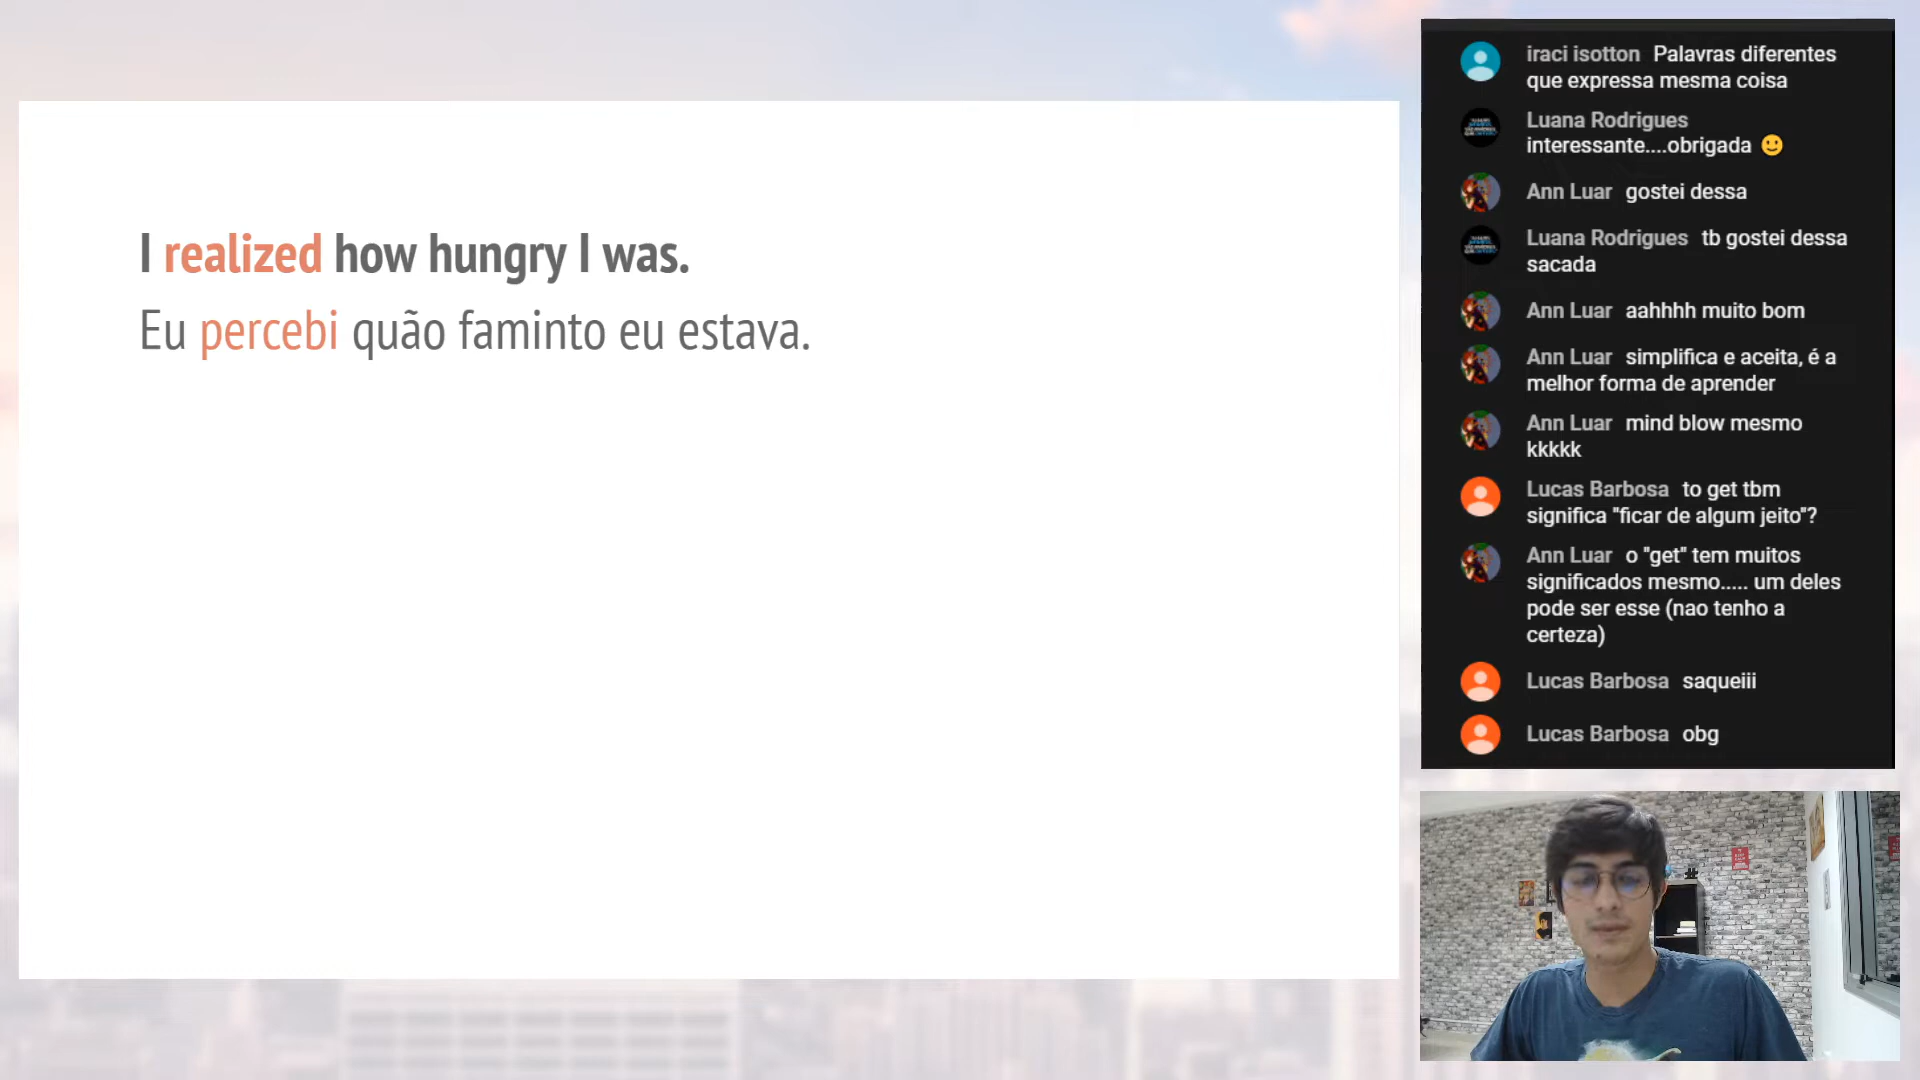 I realized how hungry I was.
Eu percebi quão faminto eu estava.
iraci isotton Palavras diferentes
que expressa mesma coisa
Luana Rodrigues
interessante....obrigada 🙂
Ann Luar gostei dessa
Luana Rodrigues tb gostei dessa
sacada
Ann Luar aahhhh muito bom
Ann Luar simplifica e aceita, é a
melhor forma de aprender
Ann Luar mind blow mesmo
kkkkk
Lucas Barbosa to get tbm
significa "ficar de algum jeito"?
Ann Luar o "get" tem muitos
significados mesmo..... um deles
pode ser esse (nao tenho a
certeza)
Lucas Barbosa saqueiii
Lucas Barbosa obg